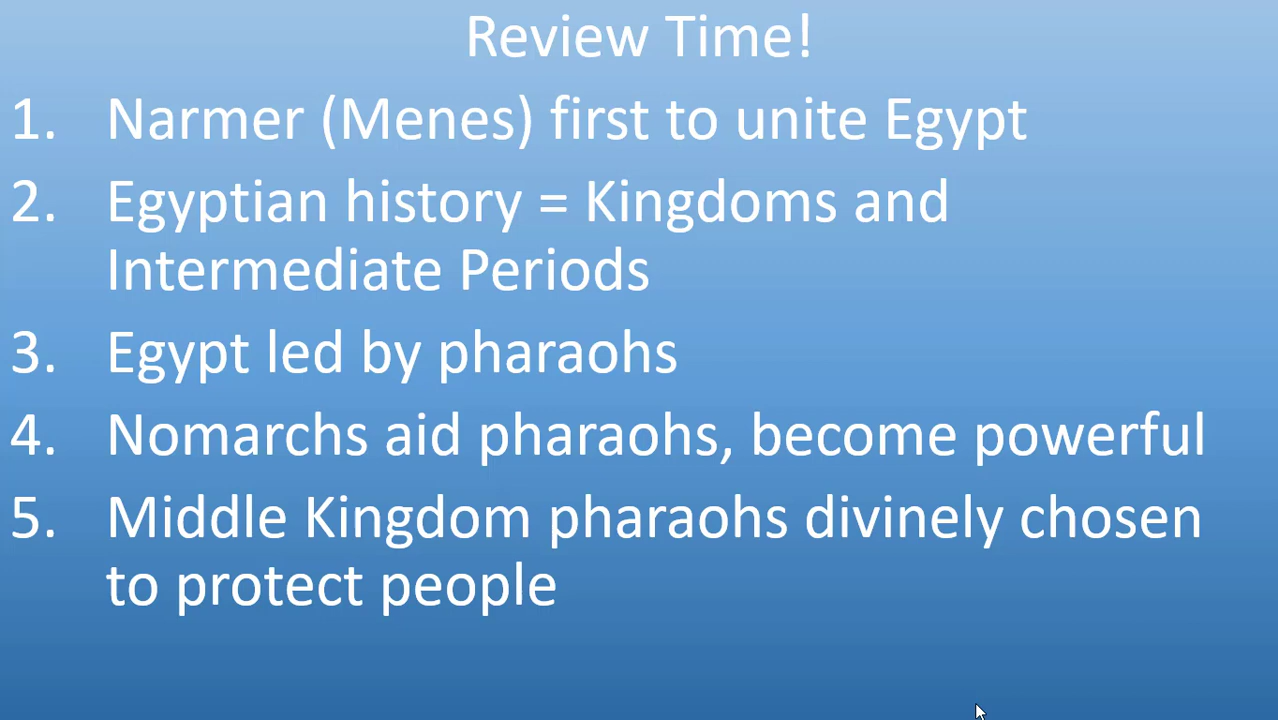 Review Time!
1. Narmer (Menes) first to unite Egypt
2. Egyptian history = Kingdoms and
Intermediate Periods
3. Egypt led by pharaohs
4. Nomarchs aid pharaohs, become powerful
5. Middle Kingdom pharaohs divinely chosen
to protect people